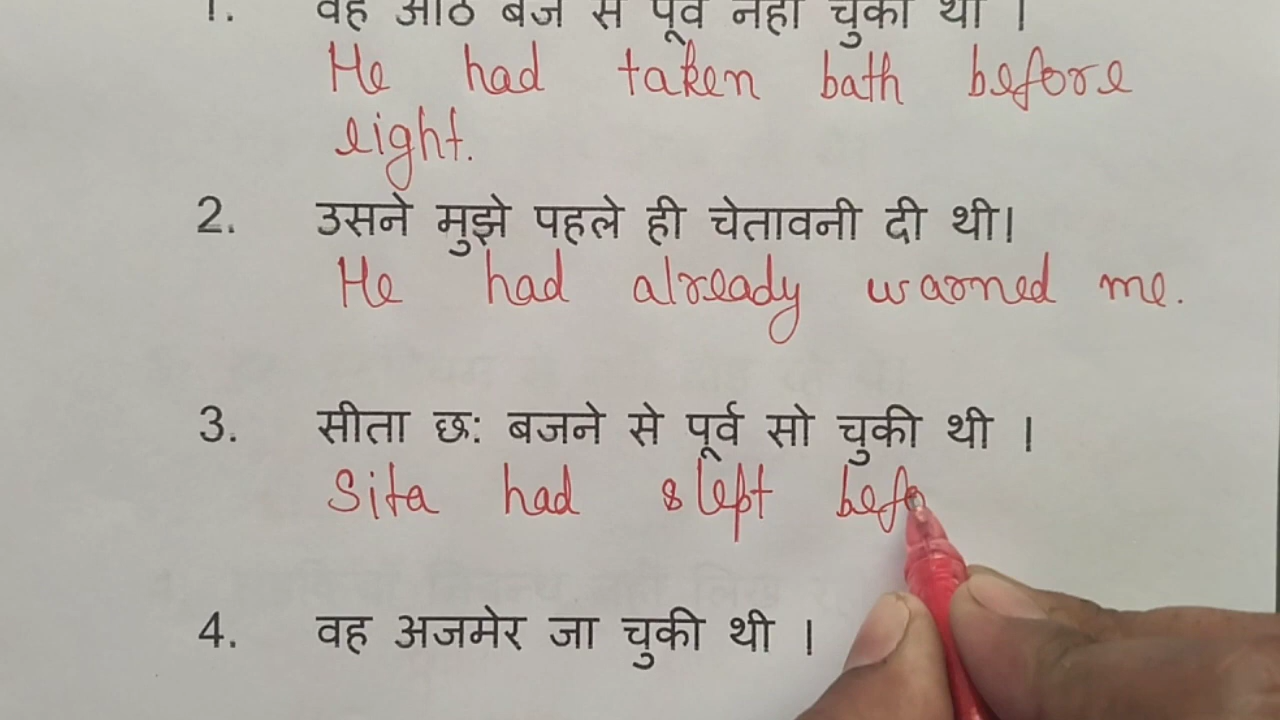 1. वह आठ बजे से पूर्व नहा चुकी थी ।
He had taken bath before
eight.
2. उसने मुझे पहले ही चेतावनी दी थी।
He had already warned me.
3. सीता छः बजने से पूर्व सो चुकी थी ।
Sita had slept befo
4. वह अजमेर जा चुकी थी ।